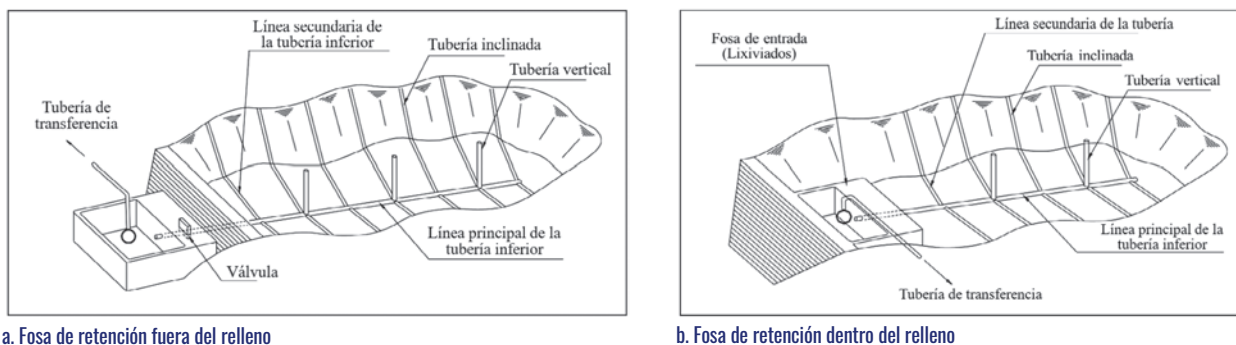 Línea secundaria de
la tubería inferior
Tubería inclinada
Tubería vertical
Tubería de
transferencia
Línea principal de la
tubería inferior
Válvula
a. Fosa de retención fuera del relleno
Línea secundaria de la tubería
Fosa de entrada
(Lixiviados)
Tubería inclinada
Tubería vertical
Línea principal de la
tubería inferior
Tubería de transferencia
b. Fosa de retención dentro del relleno